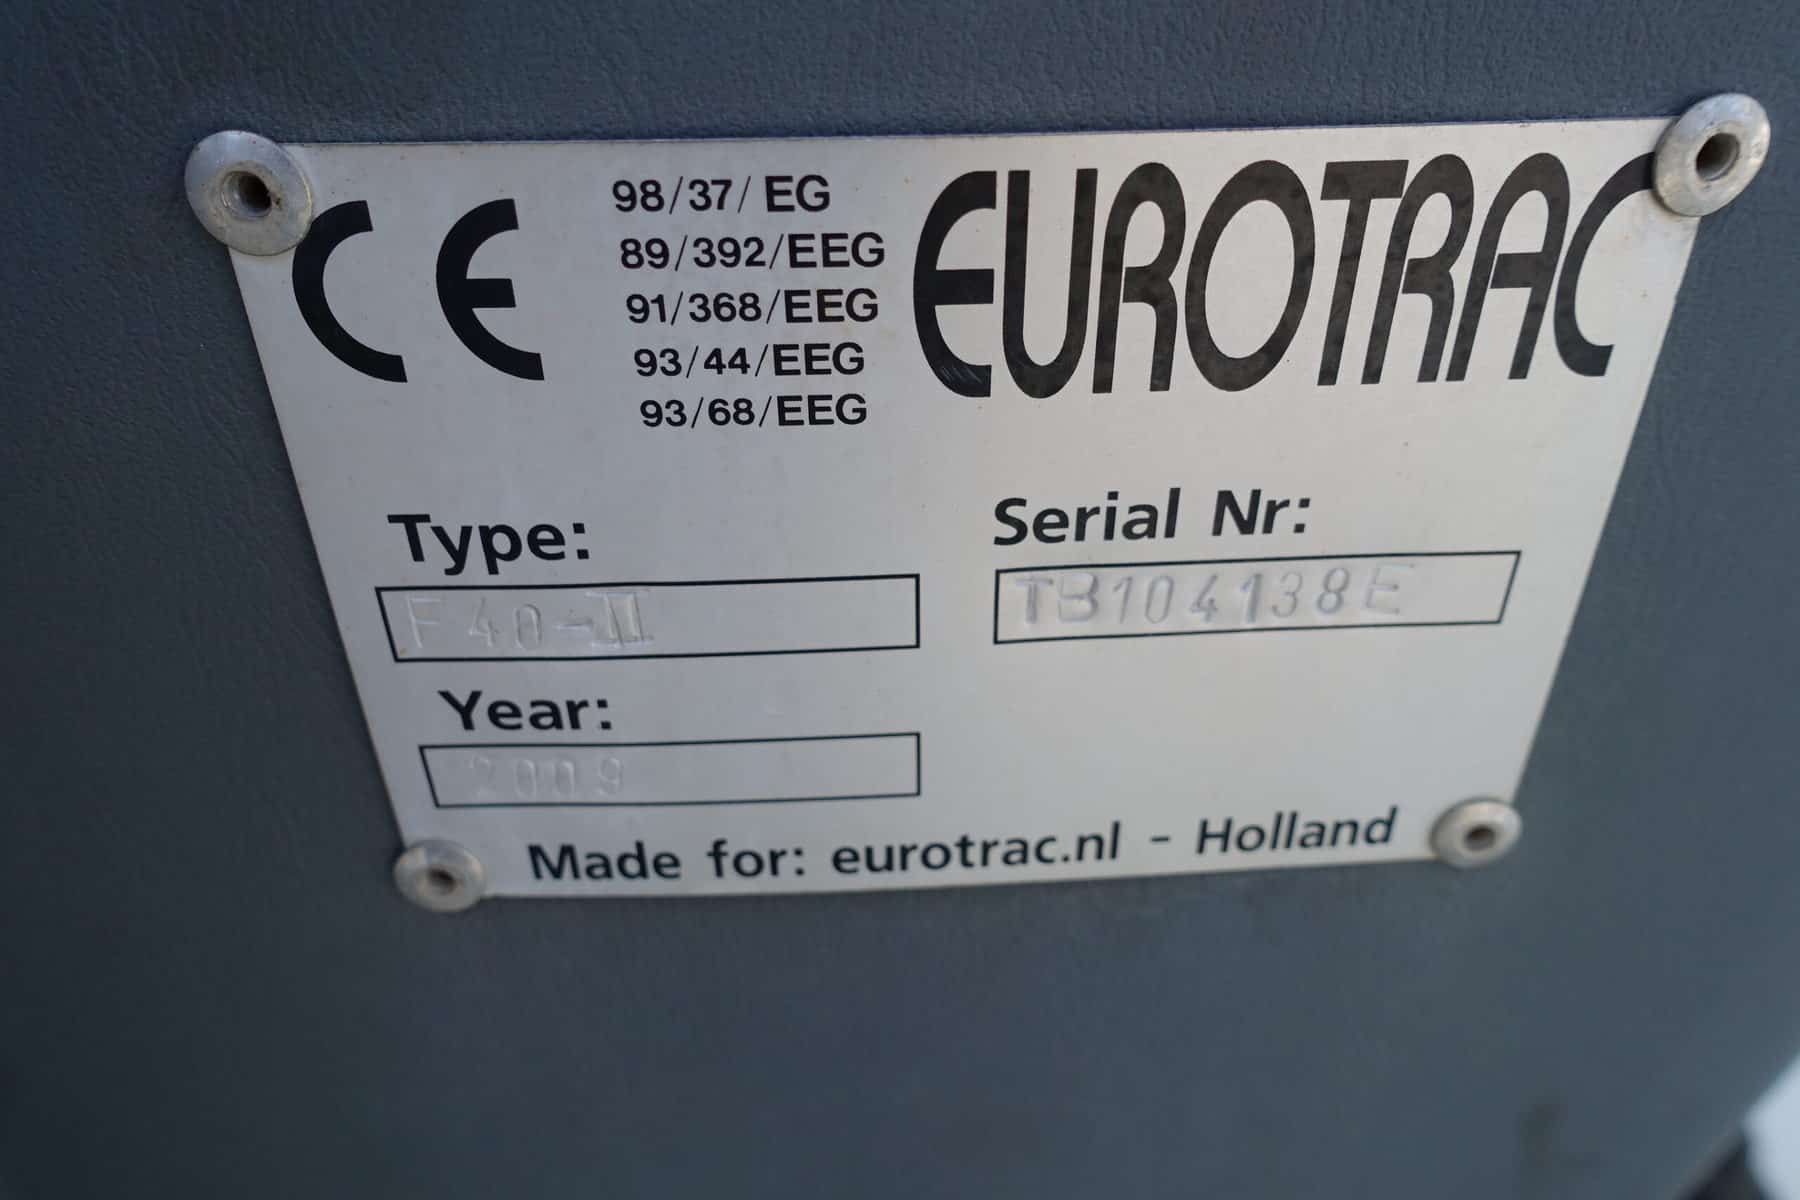 CE
98/37/ EG
89/392/EEG
91/368/EEG
93/44/EEG
93/68/EEG
EUROTRAC
Type:
F40-II
Serial Nr:
TB104138E
Year:
2009
Made for: eurotrac.nl - Holland